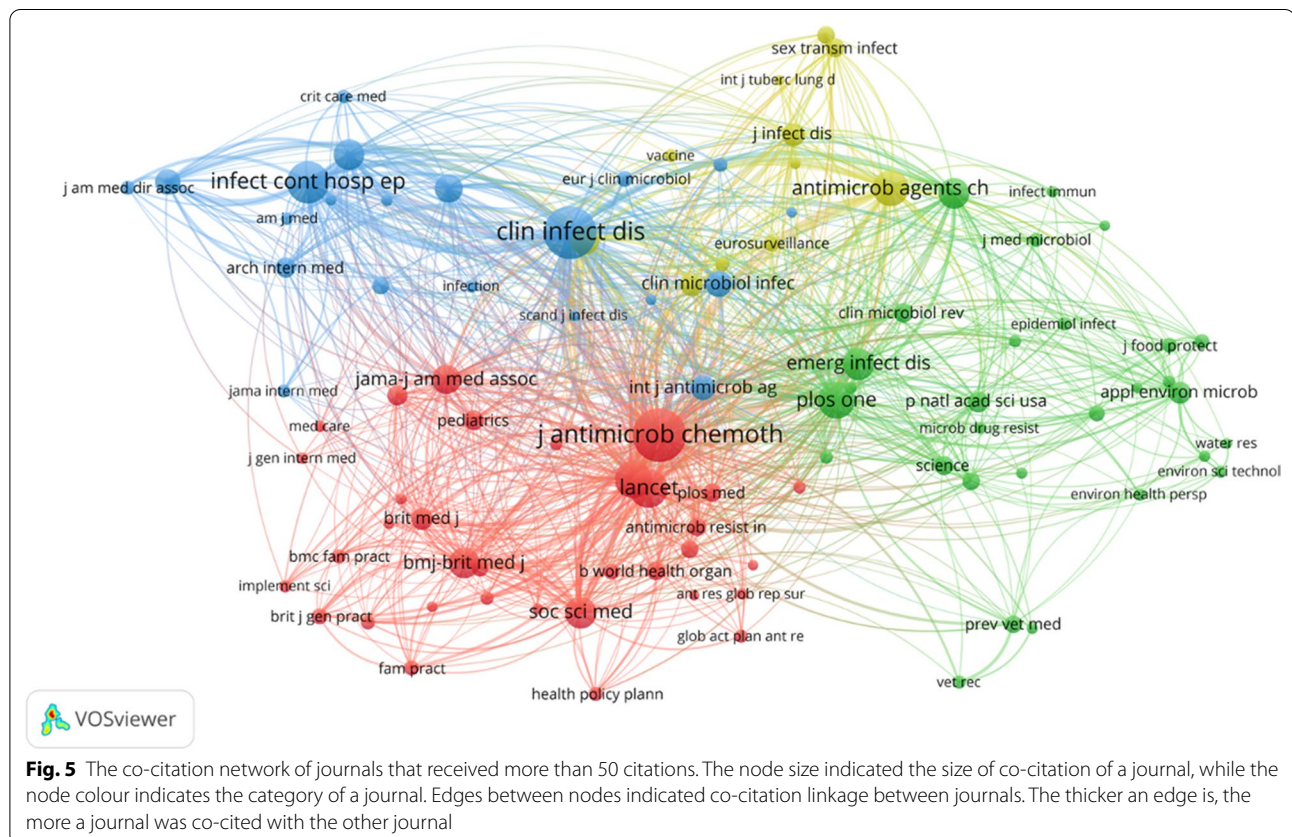 sex transm infect
int j tuberc lung d
crit care med
j infect dis
vaccine
eur j clin microbiol
infect cont hosp ep
j am med dir assoc
antimicrob agents ch
infect immun
am j med
clin infect dis
j med microbiol
eurosurveillance
arch intern med
infection
clin microbiol infec
scand j infect dis
clin microbiol rev
epidemiol infect
j food protect
emerg infect dis
jama-j am med assoc
int j antimicrob ag
jama intern med
plos one
p natl acad sci usa
appl environ microb
pediatrics
med care
microb drug resist
j antimicrob chemoth
water res
j gen intern med
science
environ sci technol
lancet
plos med
environ health persp
brit med j
antimicrob resist in
bmc fam pract
bmj-brit med j
b world health organ
implement sci
ant res glob rep sur
brit j gen pract
soc sci med
prev vet med
glob act plan ant re
fam pract
vet rec
health policy plann
VOSviewer
Fig. 5 The co-citation network of journals that received more than 50 citations. The node size indicated the size of co-citation of a journal, while the
node colour indicates the category of a journal. Edges between nodes indicated co-citation linkage between journals. The thicker an edge is, the
more a journal was co-cited with the other journal